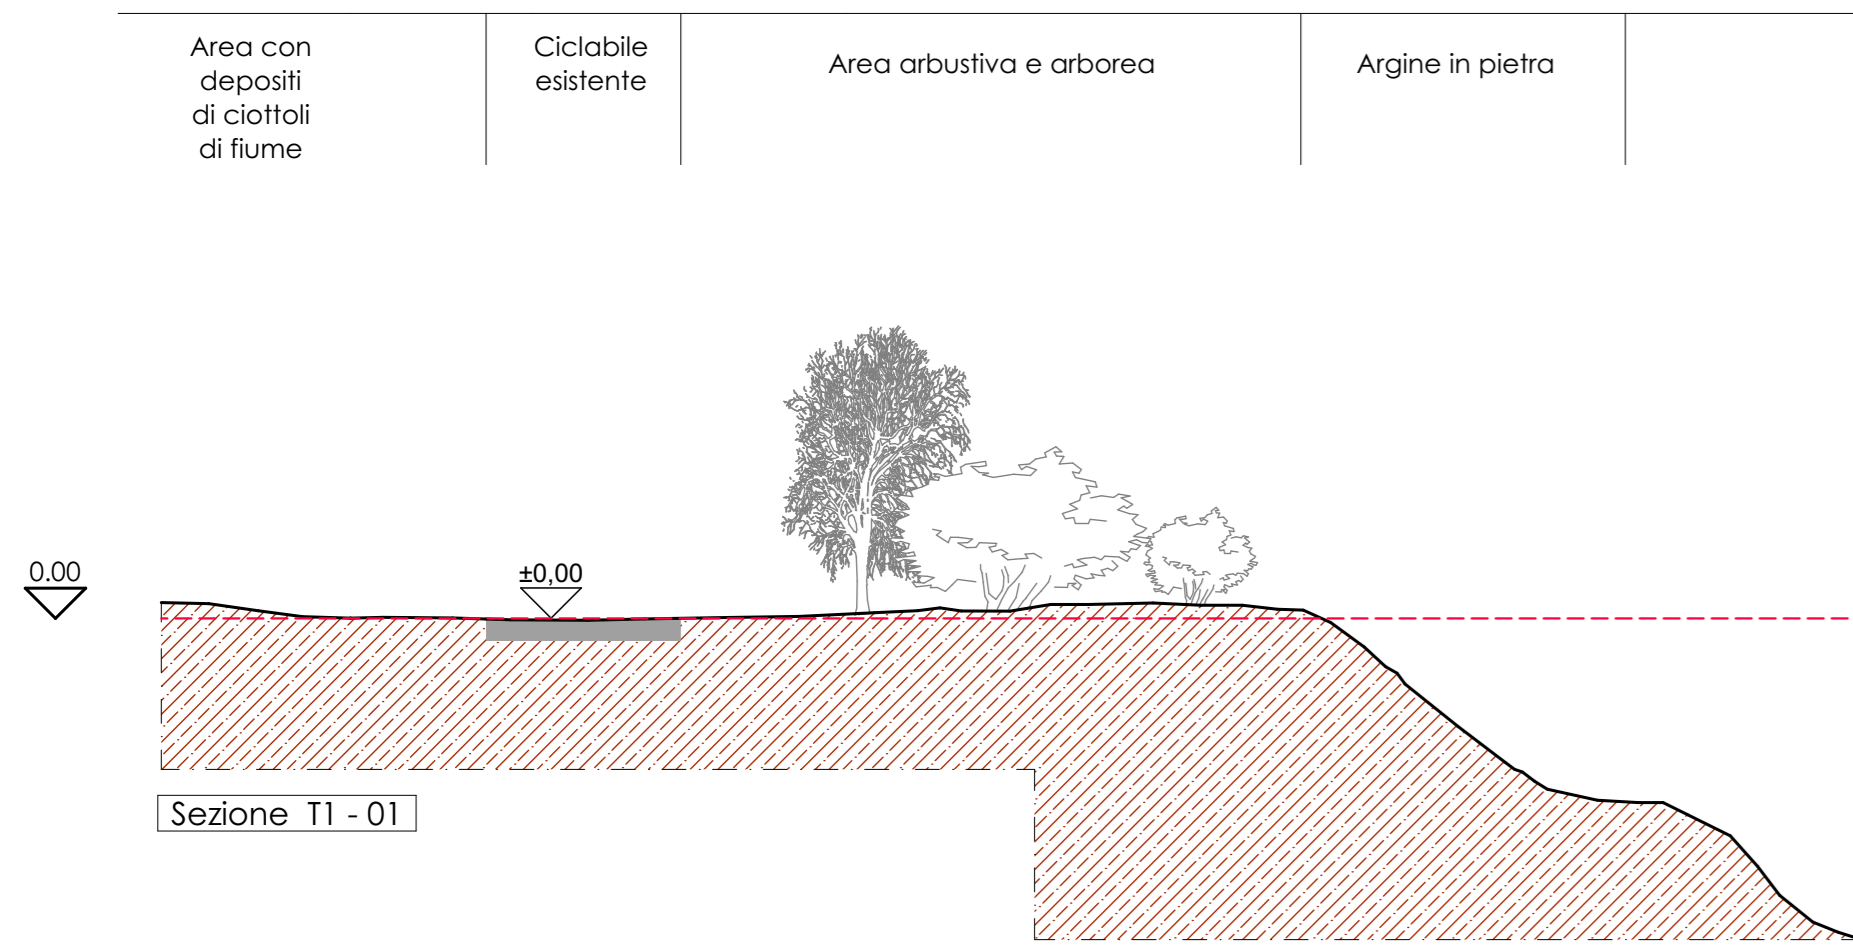 Area con
depositi
di ciottoli
di fiume
Ciclabile
esistente
Area arbustiva e arborea
Argine in pietra
0.00
±0,00
Sezione T1 - 01